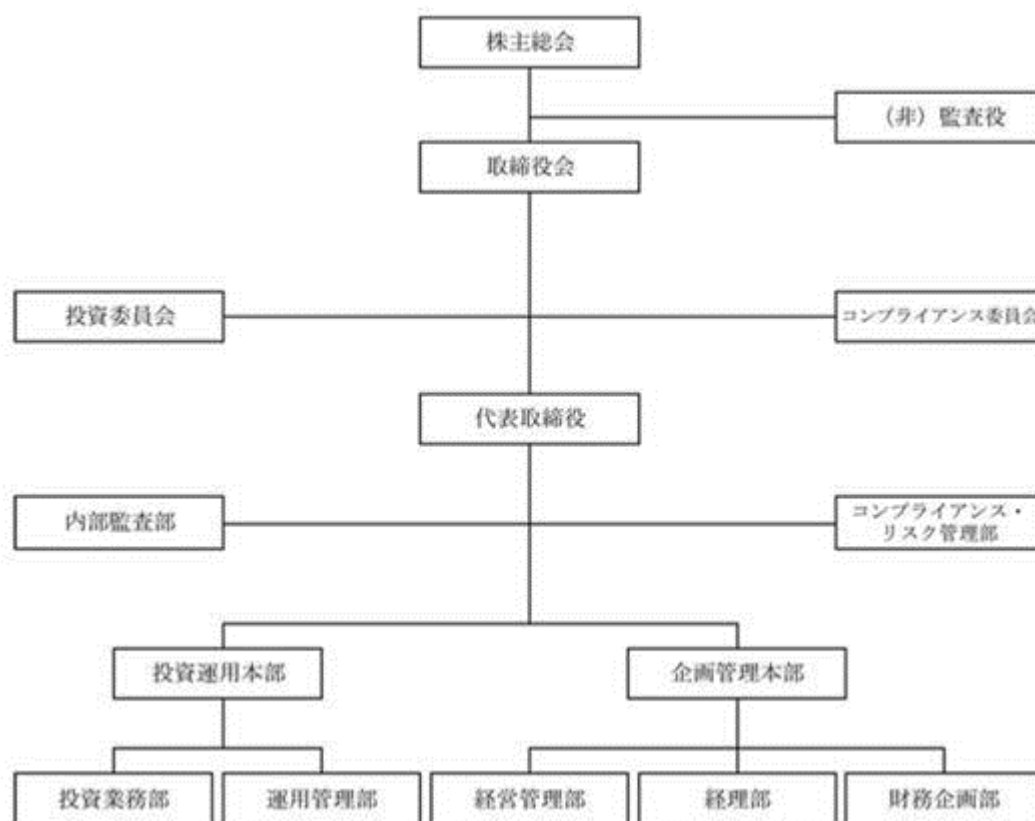 株主総会
（非）監査役
取締役会
投資委員会
コンプライアンス委員会
代表取締役
内部監査部
コンプライアンス・
リスク管理部
投資運用本部
企画管理本部
投資業務部
運用管理部
経営管理部
経理部
財務企画部